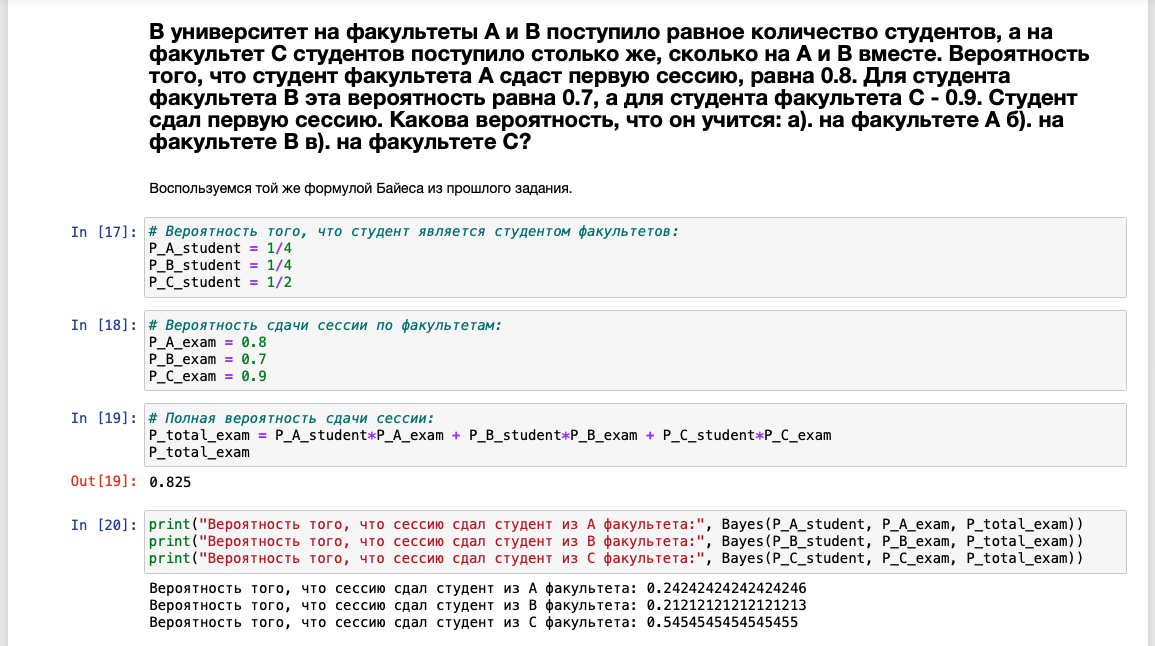 В университет на факультеты A и B поступило равное количество студентов, а на
факультет C студентов поступило столько же, сколько на A и B вместе. Вероятность
того, что студент факультета A сдаст первую сессию, равна 0.8. Для студента
факультета B эта вероятность равна 0.7, а для студента факультета C - 0.9. Студент
сдал первую сессию. Какова вероятность, что он учится: а). на факультете A б). на
факультете B в). на факультете C?
Воспользуемся той же формулой Байеса из прошлого задания.
In [17]: # Вероятность того, что студент является студентом факультетов:
P_A_student = 1/4
P_B_student = 1/4
P_C_student = 1/2
In [18]: # Вероятность сдачи сессии по факультетам:
P_A_exam = 0.8
P_B_exam = 0.7
P_C_exam = 0.9
In [19]: # Полная вероятность сдачи сессии:
P_total_exam = P_A_student*P_A_exam + P_B_student*P_B_exam + P_C_student*P_C_exam
P_total_exam
Out[19]: 0.825
In [20]: print("Вероятность того, что сессию сдал студент из A факультета:", Bayes(P_A_student, P_A_exam, P_total_exam))
print("Вероятность того, что сессию сдал студент из B факультета:", Bayes(P_B_student, P_B_exam, P_total_exam))
print("Вероятность того, что сессию сдал студент из C факультета:", Bayes(P_C_student, P_C_exam, P_total_exam))
Вероятность того, что сессию сдал студент из A факультета: 0.24242424242424246
Вероятность того, что сессию сдал студент из B факультета: 0.21212121212121213
Вероятность того, что сессию сдал студент из C факультета: 0.5454545454545455